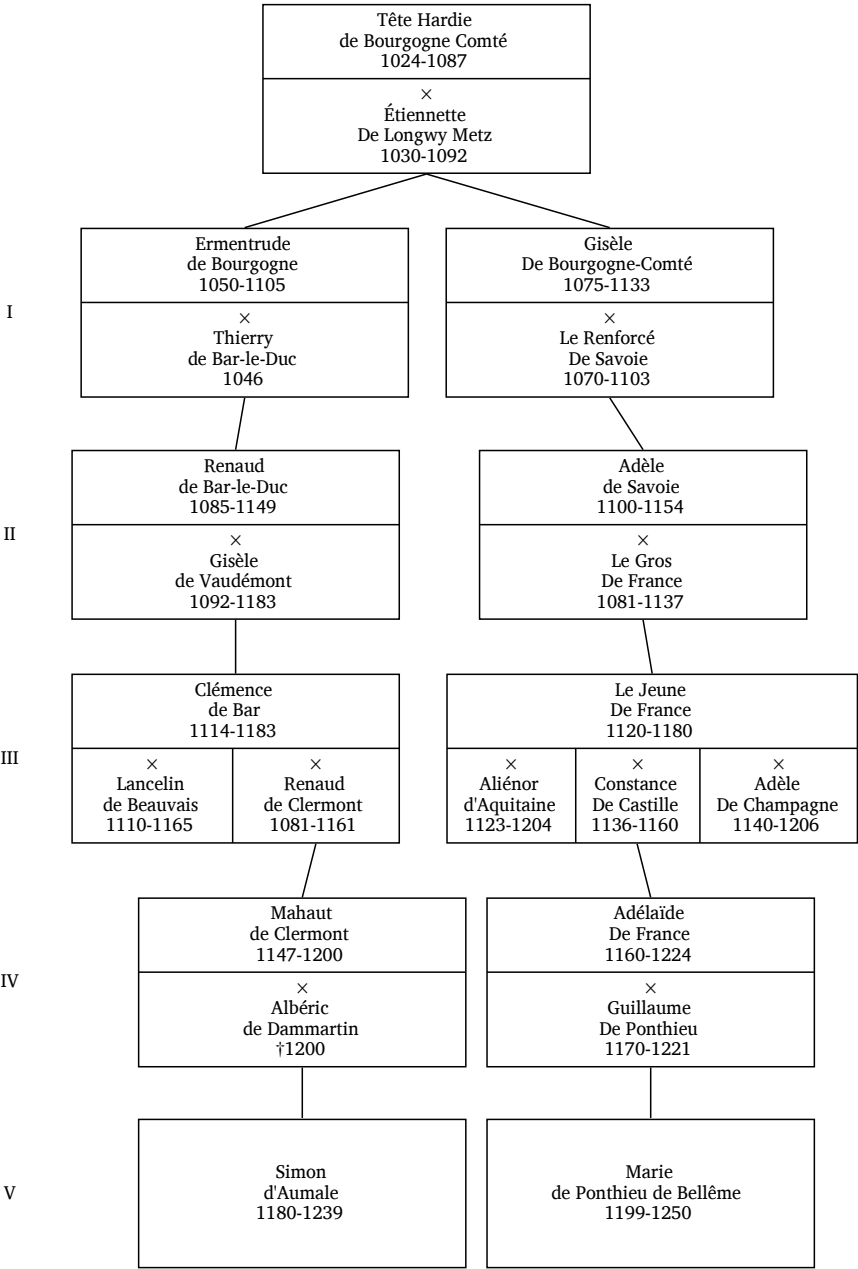 Tête Hardie
de Bourgogne Comté
1024-1087
×
Étiennette
De Longwy Metz
1030-1092
I
Ermentrude
de Bourgogne
1050-1105
×
Thierry
de Bar-le-Duc
1046
Gisèle
De Bourgogne-Comté
1075-1133
×
Le Renforcé
De Savoie
1070-1103
II
Renaud
de Bar-le-Duc
1085-1149
×
Gisèle
de Vaudémont
1092-1183
Adèle
de Savoie
1100-1154
×
Le Gros
De France
1081-1137
III
Clémence
de Bar
1114-1183
×
Lancelin
de Beauvais
1110-1165
×
Renaud
de Clermont
1081-1161
Le Jeune
De France
1120-1180
×
Aliénor
d'Aquitaine
1123-1204
×
Constance
De Castille
1136-1160
×
Adèle
De Champagne
1140-1206
IV
Mahaut
de Clermont
1147-1200
×
Albéric
de Dammartin
†1200
Adélaïde
De France
1160-1224
×
Guillaume
De Ponthieu
1170-1221
V
Simon
d'Aumale
1180-1239
Marie
de Ponthieu de Bellême
1199-1250